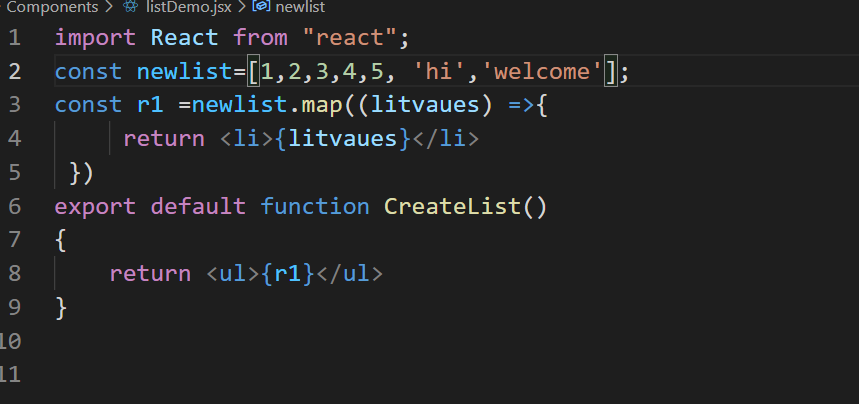 Components > listDemo.jsx > newlist
1 import React from "react";
2 const newlist=[1,2,3,4,5, 'hi','welcome'];
3 const r1 =newlist.map((litvaues) =>{
4 return <li>{litvaues}</li>
5 })
6 export default function CreateList()
7 {
8 return <ul>{r1}</ul>
9 }
10
11